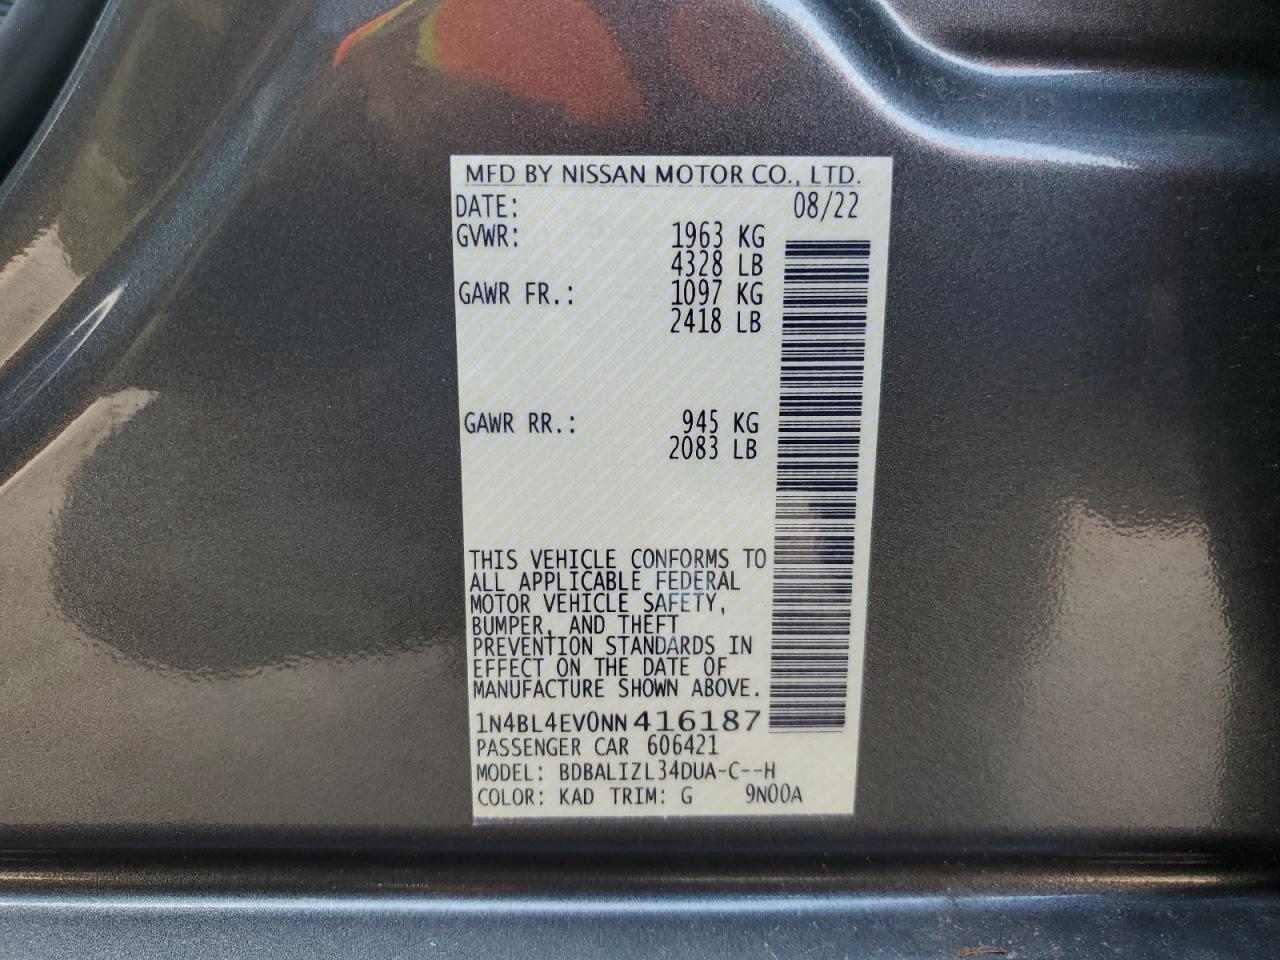 MFD BY NISSAN MOTOR CO., LTD.
DATE: 08/22
GVWR: 1963 KG
4328 LB
GAWR FR.: 1097 KG
2418 LB
GAWR RR.: 945 KG
2083 LB
THIS VEHICLE CONFORMS TO
ALL APPLICABLE FEDERAL
MOTOR VEHICLE SAFETY,
BUMPER, AND THEFT
PREVENTION STANDARDS IN
EFFECT ON THE DATE OF
MANUFACTURE SHOWN ABOVE.
1N4BL4EV0NN416187
PASSENGER CAR 606421
MODEL: BDBALIZL34DUA-C--H
COLOR: KAD TRIM: G 9N00A